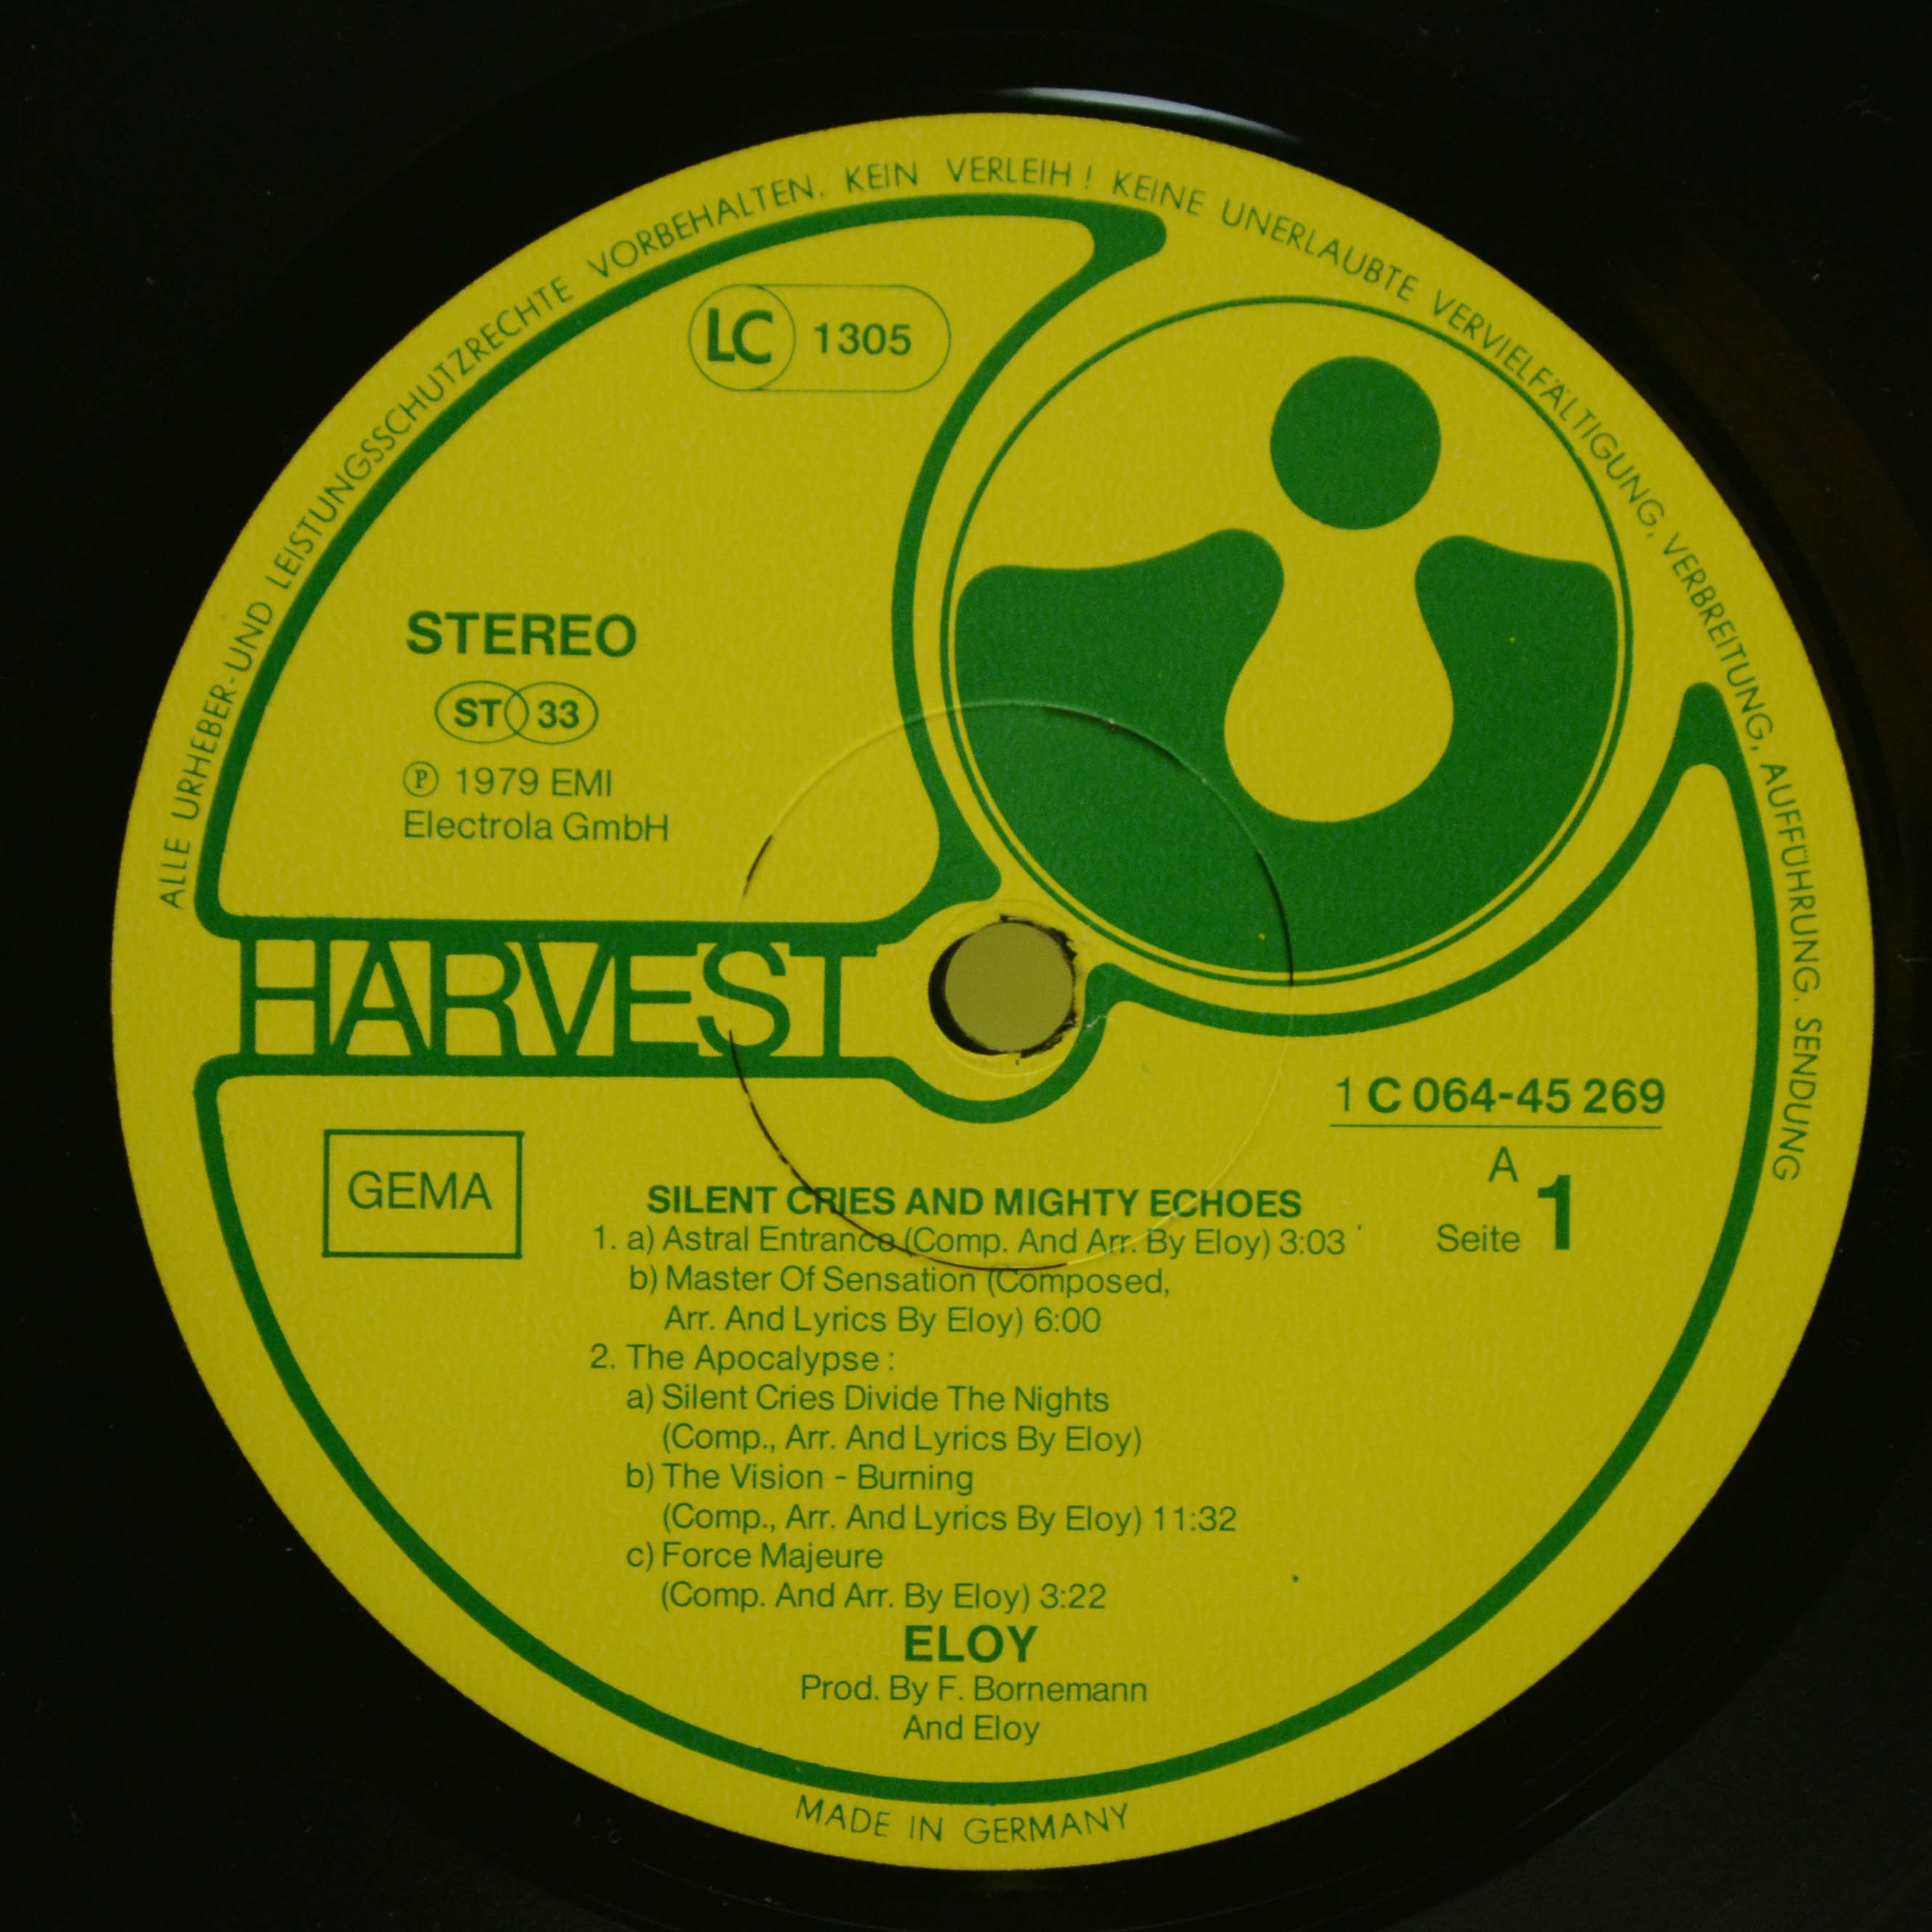 ALLE URHEBER-UND LEISTUNGSSCHUTZRECHTE VORBEHALTEN. KEIN VERLEIH! KEINE UNERLAUBTE VERVIELFÄLTIGUNG, VERBREITUNG, AUFFÜHRUNG. SENDUNG
LC 1305
STEREO
ST 33
Ⓟ 1979 EMI
Electrola GmbH
HARVEST
1 C 064-45 269
A
Seite 1
GEMA
SILENT CRIES AND MIGHTY ECHOES
1. a) Astral Entrance (Comp. And Arr. By Eloy) 3:03
b) Master Of Sensation (Composed,
Arr. And Lyrics By Eloy) 6:00
2. The Apocalypse :
a) Silent Cries Divide The Nights
(Comp., Arr. And Lyrics By Eloy)
b) The Vision - Burning
(Comp., Arr. And Lyrics By Eloy) 11:32
c) Force Majeure
(Comp. And Arr. By Eloy) 3:22
ELOY
Prod. By F. Bornemann
And Eloy
MADE IN GERMANY